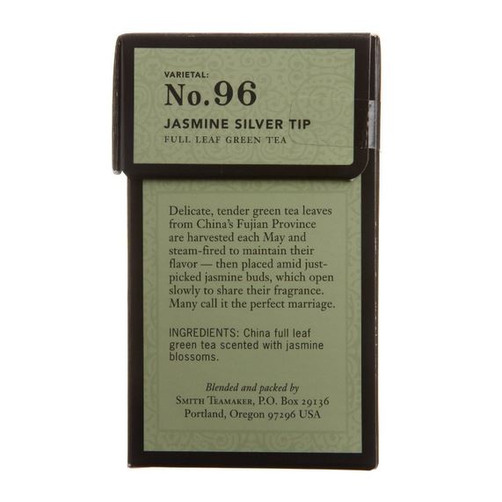 VARIETAL:
No.96
JASMINE SILVER TIP
FULL LEAF GREEN TEA
Delicate, tender green tea leaves
from China's Fujian Province
are harvested each May and
steam-fired to maintain their
flavor — then placed amid just-
picked jasmine buds, which open
slowly to share their fragrance.
Many call it the perfect marriage.
INGREDIENTS: China full leaf
green tea scented with jasmine
blossoms.
Blended and packed by
SMITH TEAMAKER, P.O. BOX 29136
Portland, Oregon 97296 USA